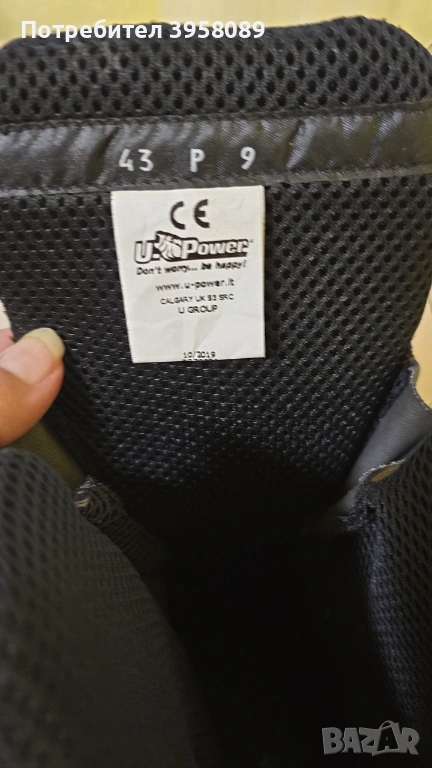 Потребител 3958089
43 P 9
CE
U-Power
Don't worry... be happy!
www.u-power.it
CALGARY UK S3 SRC
U GROUP
10/2019
BAZAR